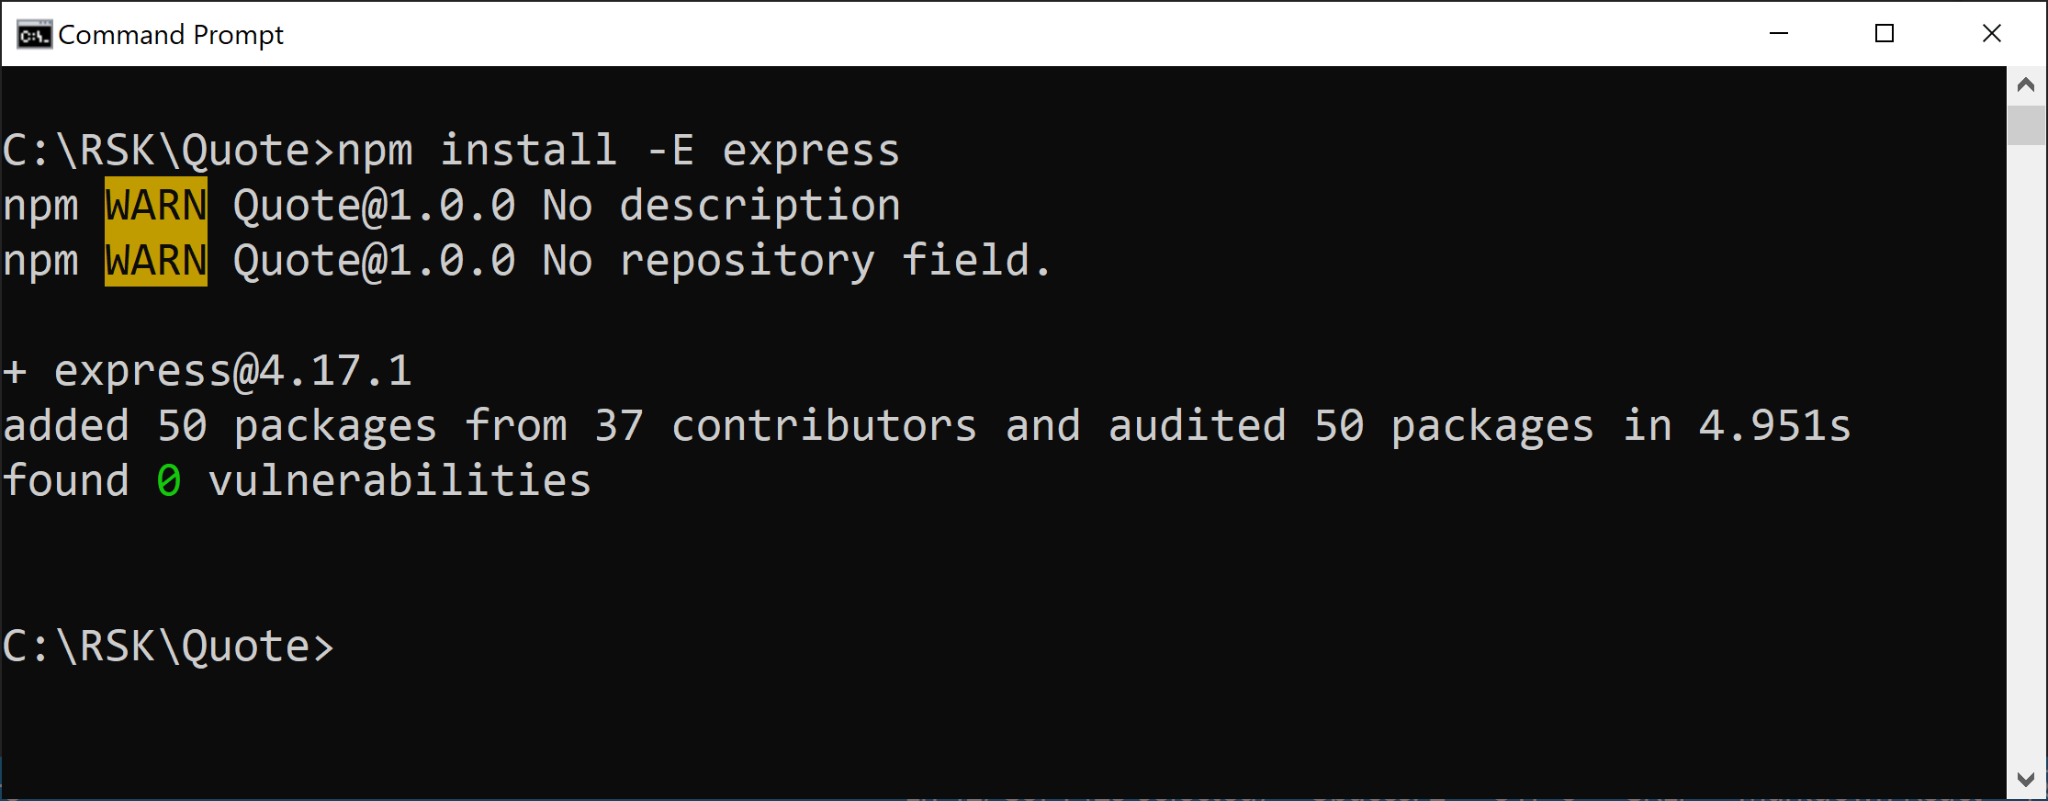 Command Prompt
C:\RSK\Quote>npm install -E express
npm WARN Quote@1.0.0 No description
npm WARN Quote@1.0.0 No repository field.
+ express@4.17.1
added 50 packages from 37 contributors and audited 50 packages in 4.951s
found 0 vulnerabilities
C:\RSK\Quote>